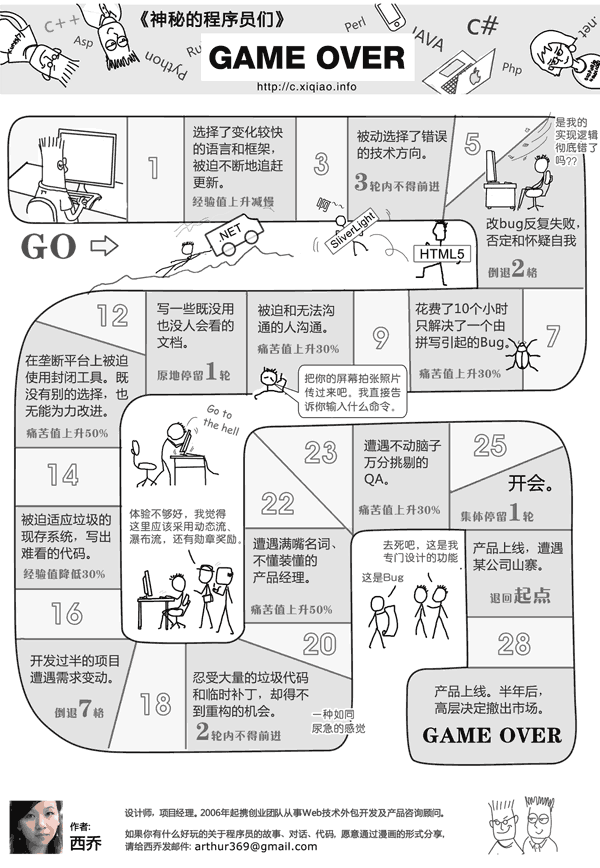 《神秘的程序员们》
C++
Asp
Python
Ru
Perl
JAVA
C#
Php
.net
GAME OVER
http://c.xiqiao.info
1
选择了变化较快
的语言和框架，
被迫不断地追赶
更新。
经验值上升减慢
3
被动选择了错误
的技术方向。
3轮内不得前进
5
是我的
实现逻辑
彻底错了
吗??
改bug反复失败，
否定和怀疑自我
倒退2格
GO
.NET
啊
SilverLight
HTML5
12
写一些既没用
也没人会看的
文档。
原地停留1轮
被迫和无法沟
通的人沟通。
痛苦值上升30%
9
花费了10个小时
只解决了一个由
拼写引起的Bug。
痛苦值上升30%
7
在垄断平台上被迫
使用封闭工具。既
没有别的选择，也
无能为力改进。
痛苦值上升50%
把你的屏幕拍张照片
传过来吧。我直接告
诉你输入什么命令。
Go to
the hell
14
被迫适应垃圾的
现存系统，写出
难看的代码。
经验值降低30%
体验不够好，我觉得
这里应该采用动态流、
瀑布流，还有勋章奖励。
16
开发过半的项目
遭遇需求变动。
倒退7格
18
忍受大量的垃圾代码
和临时补丁，却得不
到重构的机会。
2轮内不得前进
一种如同
尿急的感觉
20
遭遇满嘴名词、
不懂装懂的
产品经理。
痛苦值上升50%
22
23
遭遇不动脑子
万分挑剔的
QA。
痛苦值上升30%
25
开会。
集体停留1轮
去死吧，这是我
专门设计的功能
这是Bug
产品上线，遭遇
某公司山寨。
退回起点
28
产品上线。半年后，
高层决定撤出市场。
GAME OVER
作者:
西乔
设计师，项目经理。2006年起携创业团队从事Web技术外包开发及产品咨询顾问。
如果你有什么好玩的关于程序员的故事、对话、代码，愿意通过漫画的形式分享，
请给西乔发邮件: arthur369@gmail.com